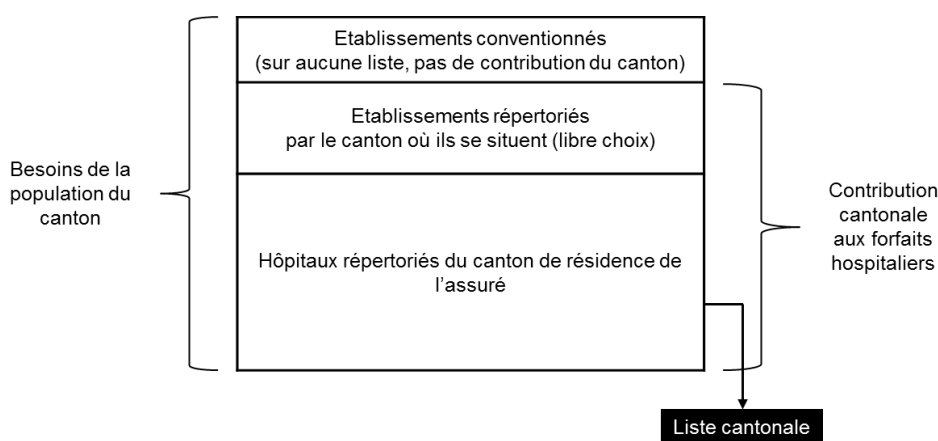 Etablissements conventionnés
(sur aucune liste, pas de contribution du canton)
Etablissements répertoriés
par le canton où ils se situent (libre choix)
Besoins de la
population du
canton
Hôpitaux répertoriés du canton de résidence de
l’assuré
Contribution
cantonale
aux forfaits
hospitaliers
Liste cantonale